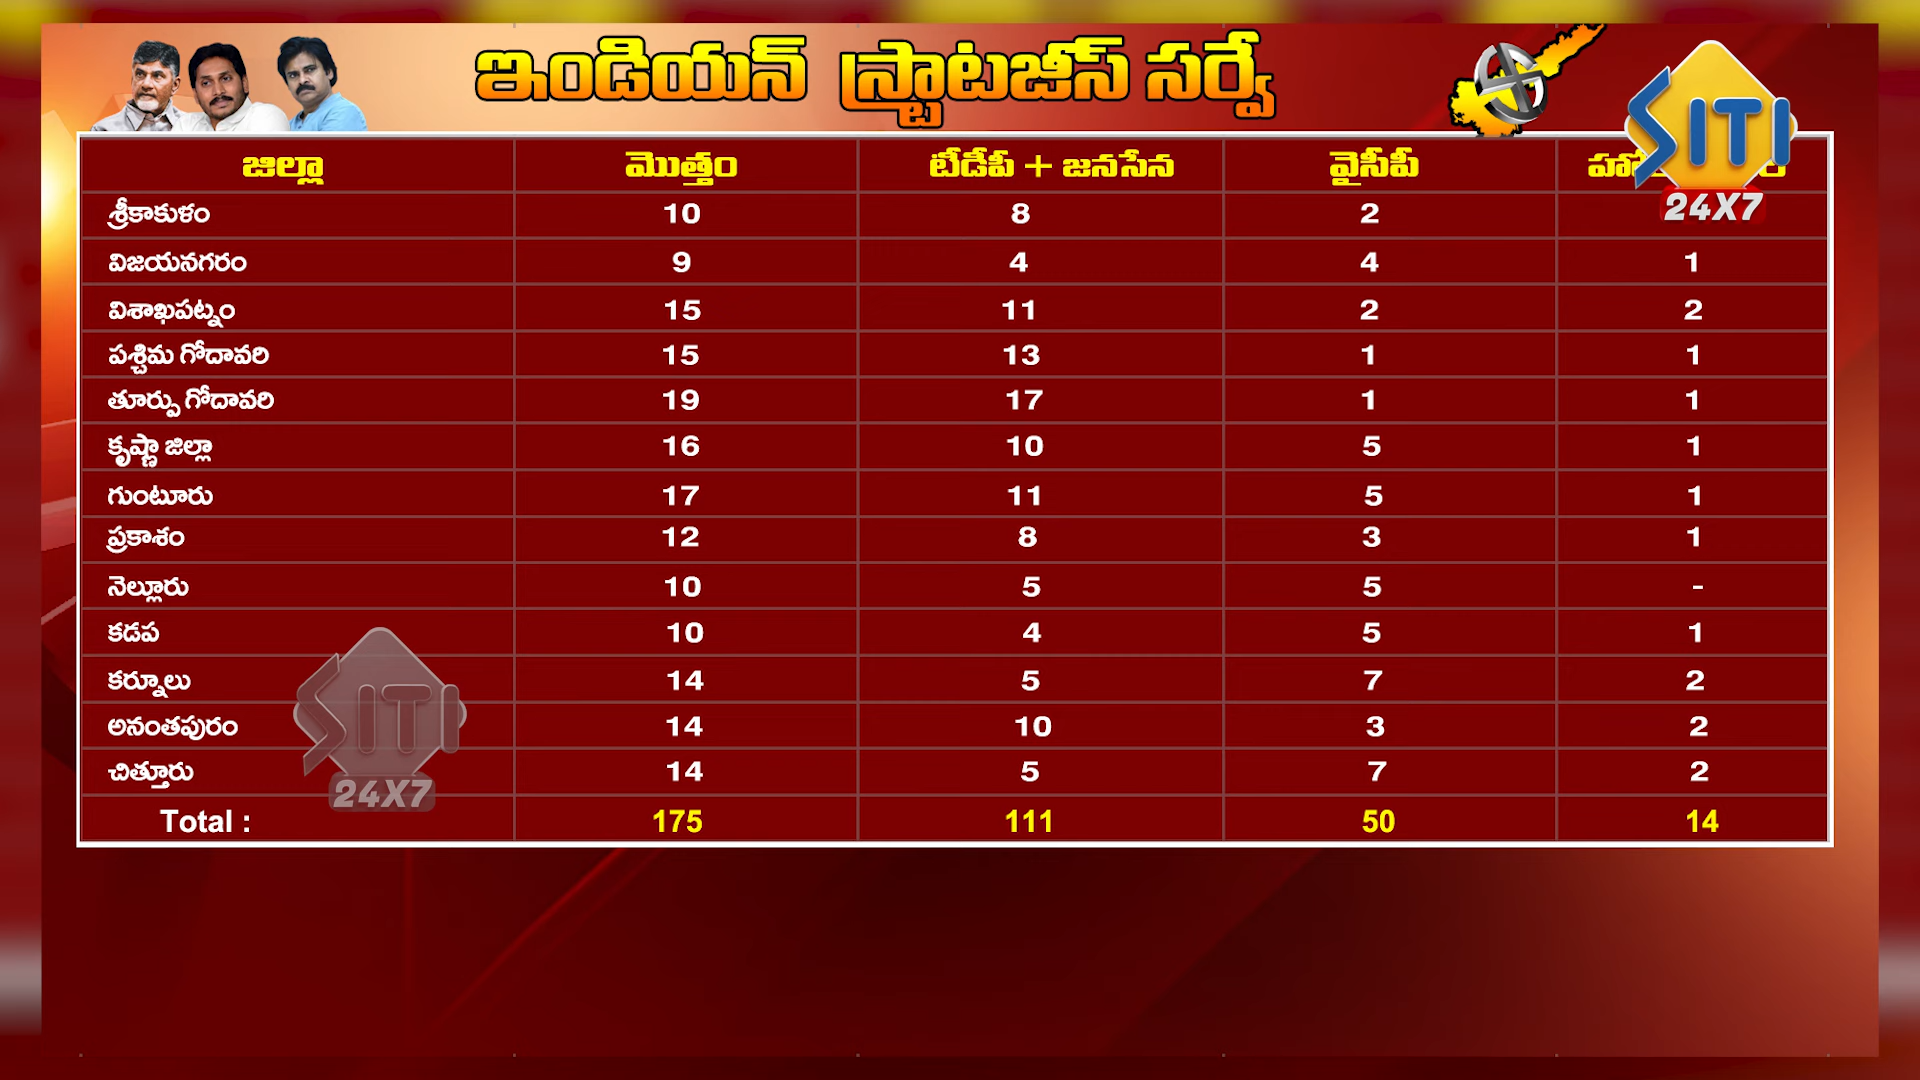 ఇండియన్ స్ట్రాటజీస్ సర్వే
SITI
24X7
జిల్లా మొత్తం టీడీపీ + జనసేన వైసీపీ
శ్రీకాకుళం 10 8 2
విజయనగరం 9 4 4 1
విశాఖపట్నం 15 11 2 2
పశ్చిమ గోదావరి 15 13 1 1
తూర్పు గోదావరి 19 17 1 1
కృష్ణా జిల్లా 16 10 5 1
గుంటూరు 17 11 5 1
ప్రకాశం 12 8 3 1
నెల్లూరు 10 5 5 -
కడప 10 4 5 1
కర్నూలు 14 5 7 2
అనంతపురం 14 10 3 2
చిత్తూరు 14 5 7 2
Total : 175 111 50 14
SITI
24X7